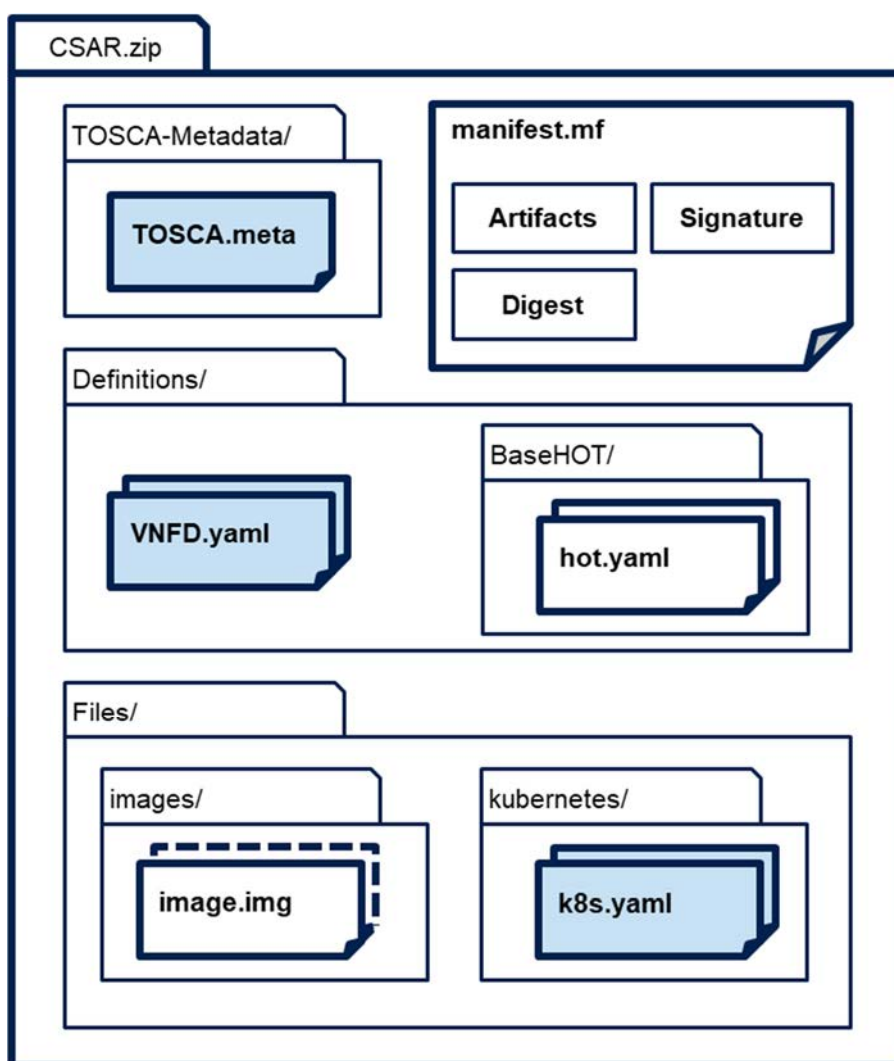 CSAR.zip
TOSCA-Metadata/
TOSCA.meta
manifest.mf
Artifacts
Signature
Digest
Definitions/
VNFD.yaml
BaseHOT/
hot.yaml
Files/
images/
image.img
kubernetes/
k8s.yaml